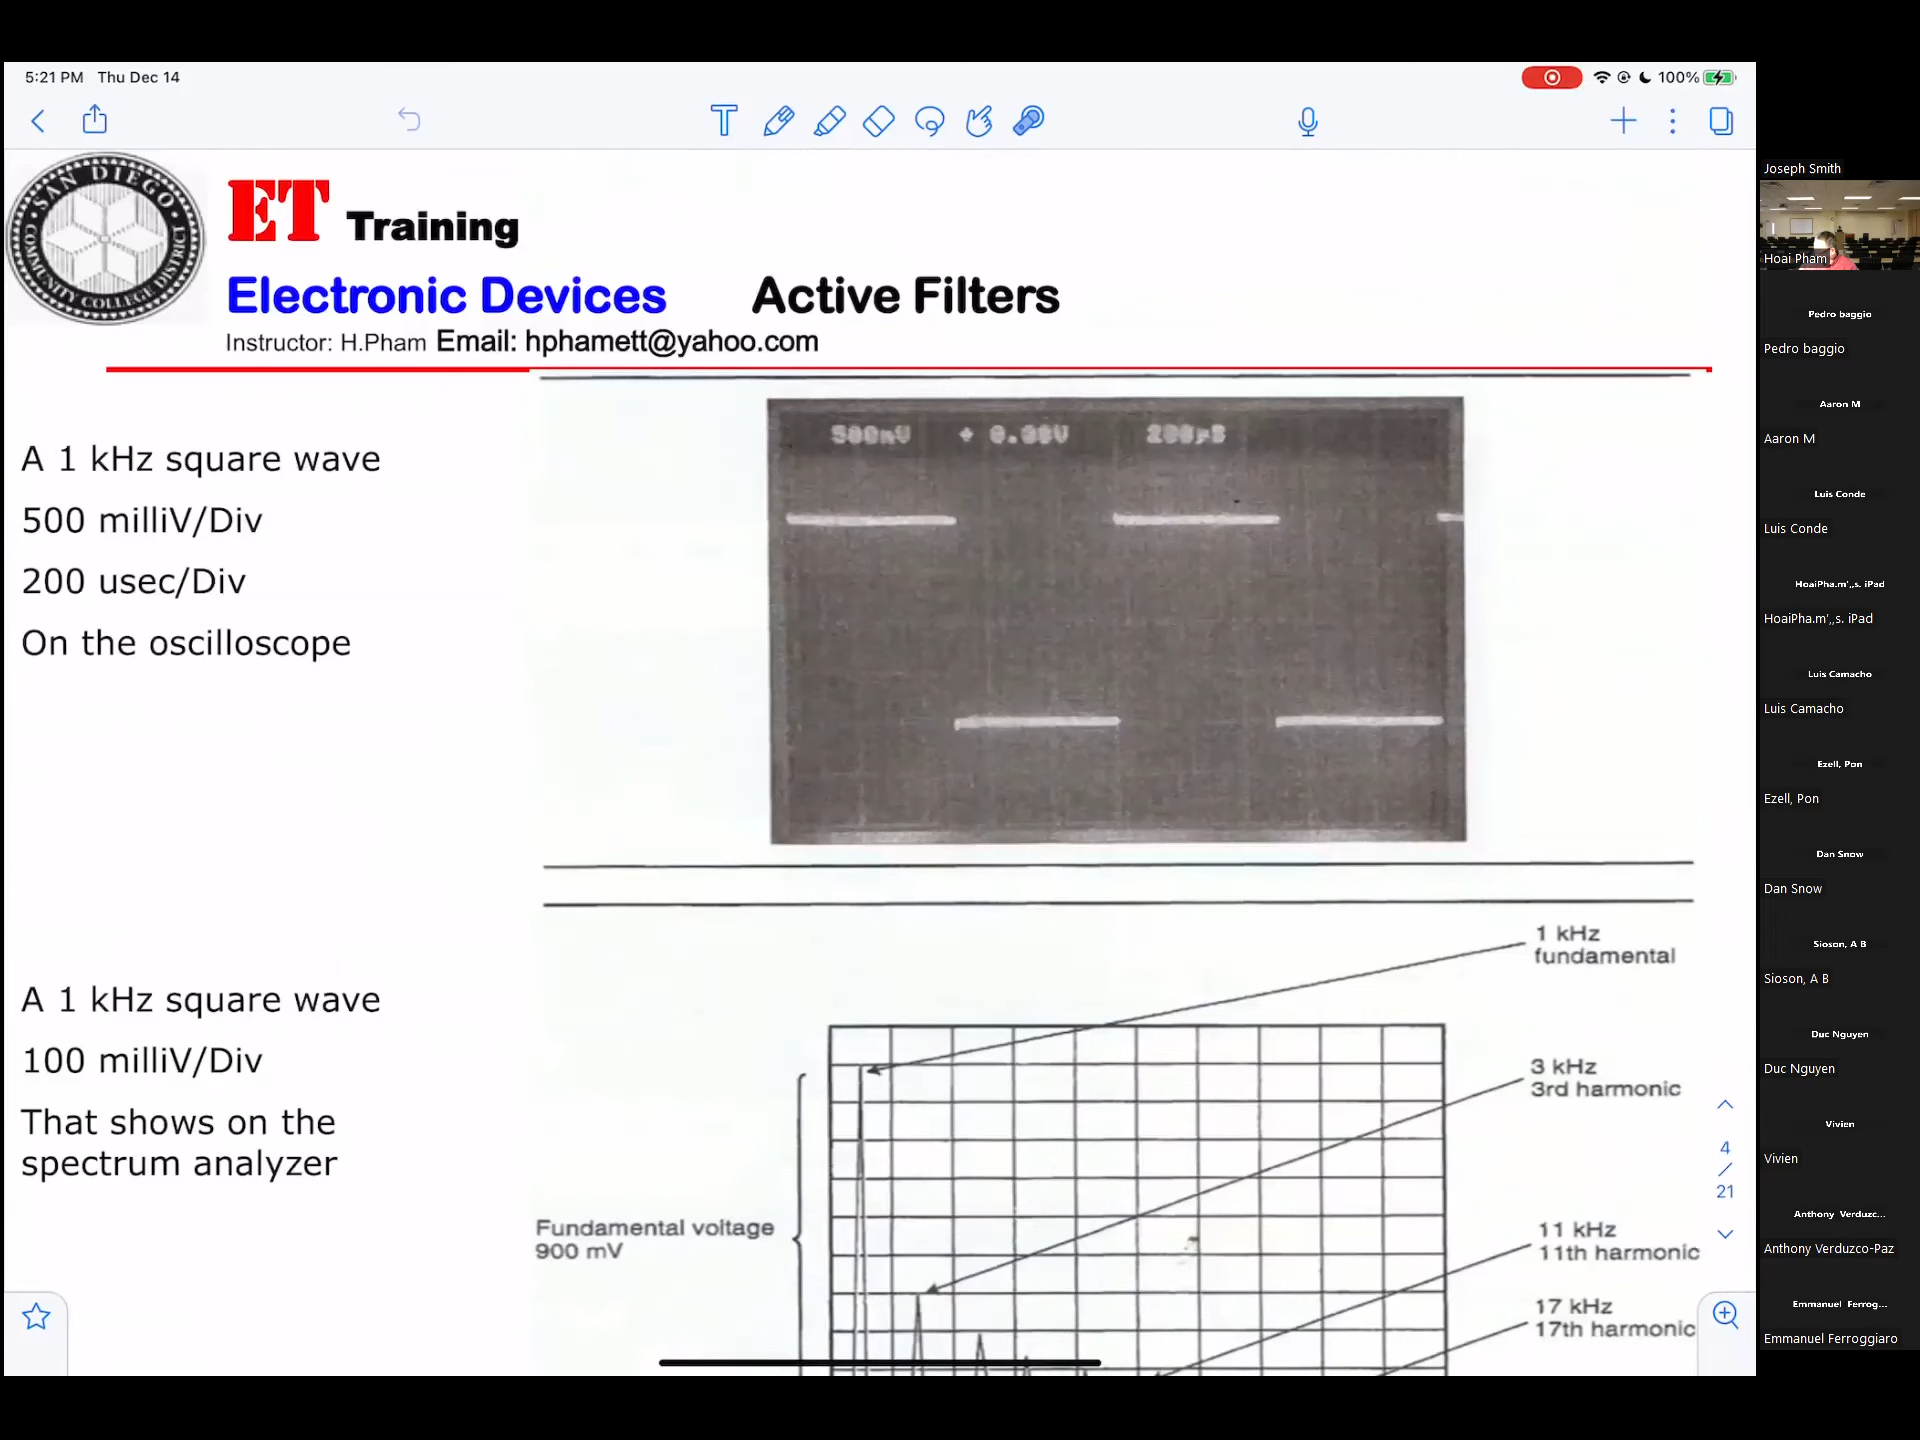 5:21 PM Thu Dec 14
100%
SAN DIEGO
COMMUNITY COLLEGE DISTRICT
ET Training
Electronic Devices Active Filters
Instructor: H.Pham Email: hphamett@yahoo.com
A 1 kHz square wave
500 milliV/Div
200 usec/Div
On the oscilloscope
500mV + 0.00V 200µS
A 1 kHz square wave
100 milliV/Div
That shows on the
spectrum analyzer
1 kHz
fundamental
3 kHz
3rd harmonic
Fundamental voltage
900 mV
11 kHz
11th harmonic
17 kHz
17th harmonic
4
/
21
Joseph Smith
Hoai Pham
Pedro baggio
Pedro baggio
Aaron M
Aaron M
Luis Conde
Luis Conde
HoaiPha.m',,s. iPad
HoaiPha.m',,s. iPad
Luis Camacho
Luis Camacho
Ezell, Pon
Ezell, Pon
Dan Snow
Dan Snow
Sioson, A B
Sioson, A B
Duc Nguyen
Duc Nguyen
Vivien
Vivien
Anthony Verduzc...
Anthony Verduzco-Paz
Emmanuel Ferrog...
Emmanuel Ferroggiaro